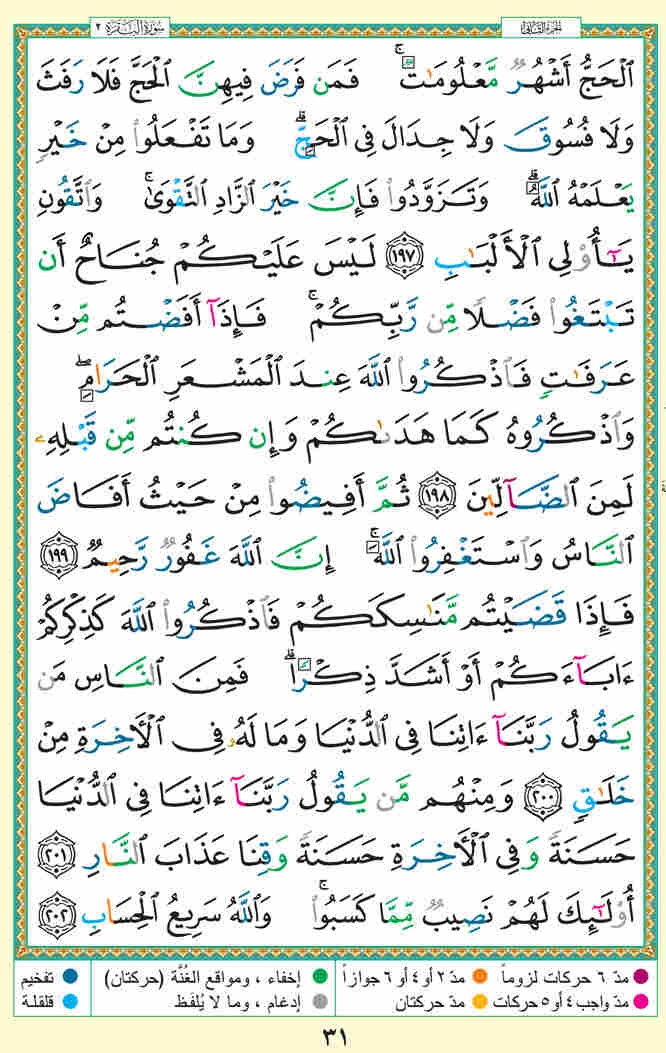 الجزء الثاني
سورة البقرة ٢
ٱلْحَجُّ أَشْهُرٌ مَّعْلُومَٰتٌ ۚ فَمَن فَرَضَ فِيهِنَّ ٱلْحَجَّ فَلَا رَفَثَ
وَلَا فُسُوقَ وَلَا جِدَالَ فِى ٱلْحَجِّ ۗ وَمَا تَفْعَلُوا۟ مِنْ خَيْرٍ
يَعْلَمْهُ ٱللَّهُ ۗ وَتَزَوَّدُوا۟ فَإِنَّ خَيْرَ ٱلزَّادِ ٱلتَّقْوَىٰ ۚ وَٱتَّقُونِ
يَٰٓأُو۟لِى ٱلْأَلْبَٰبِ ١٩٧ لَيْسَ عَلَيْكُمْ جُنَاحٌ أَن
تَبْتَغُوا۟ فَضْلًا مِّن رَّبِّكُمْ ۚ فَإِذَآ أَفَضْتُم مِّنْ
عَرَفَٰتٍ فَٱذْكُرُوا۟ ٱللَّهَ عِندَ ٱلْمَشْعَرِ ٱلْحَرَامِ ۖ
وَٱذْكُرُوهُ كَمَا هَدَىٰكُمْ وَإِن كُنتُم مِّن قَبْلِهِۦ
لَمِنَ ٱلضَّآلِّينَ ١٩٨ ثُمَّ أَفِيضُوا۟ مِنْ حَيْثُ أَفَاضَ
ٱلنَّاسُ وَٱسْتَغْفِرُوا۟ ٱللَّهَ ۚ إِنَّ ٱللَّهَ غَفُورٌ رَّحِيمٌ ١٩٩
فَإِذَا قَضَيْتُم مَّنَٰسِكَكُمْ فَٱذْكُرُوا۟ ٱللَّهَ كَذِكْرِكُمْ
ءَابَآءَكُمْ أَوْ أَشَدَّ ذِكْرًا ۗ فَمِنَ ٱلنَّاسِ مَن
يَقُولُ رَبَّنَآ ءَاتِنَا فِى ٱلدُّنْيَا وَمَا لَهُۥ فِى ٱلْأَخِرَةِ مِنْ
خَلَٰقٍ ٢٠٠ وَمِنْهُم مَّن يَقُولُ رَبَّنَآ ءَاتِنَا فِى ٱلدُّنْيَا
حَسَنَةً وَفِى ٱلْأَخِرَةِ حَسَنَةً وَقِنَا عَذَابَ ٱلنَّارِ ٢٠١
أُو۟لَٰٓئِكَ لَهُمْ نَصِيبٌ مِّمَّا كَسَبُوا۟ ۚ وَٱللَّهُ سَرِيعُ ٱلْحِسَابِ ٢٠٢
مدّ ٦ حركات لزوماً مدّ ٢ أو ٤ أو ٦ جوازاً إخفاء ، ومواقع الغُنَّة (حركتان) تفخيم
مدّ واجب ٤ أو ٥ حركات مدّ حركتان إدغام ، وما لا يُلفَظ قلقلة
٣١